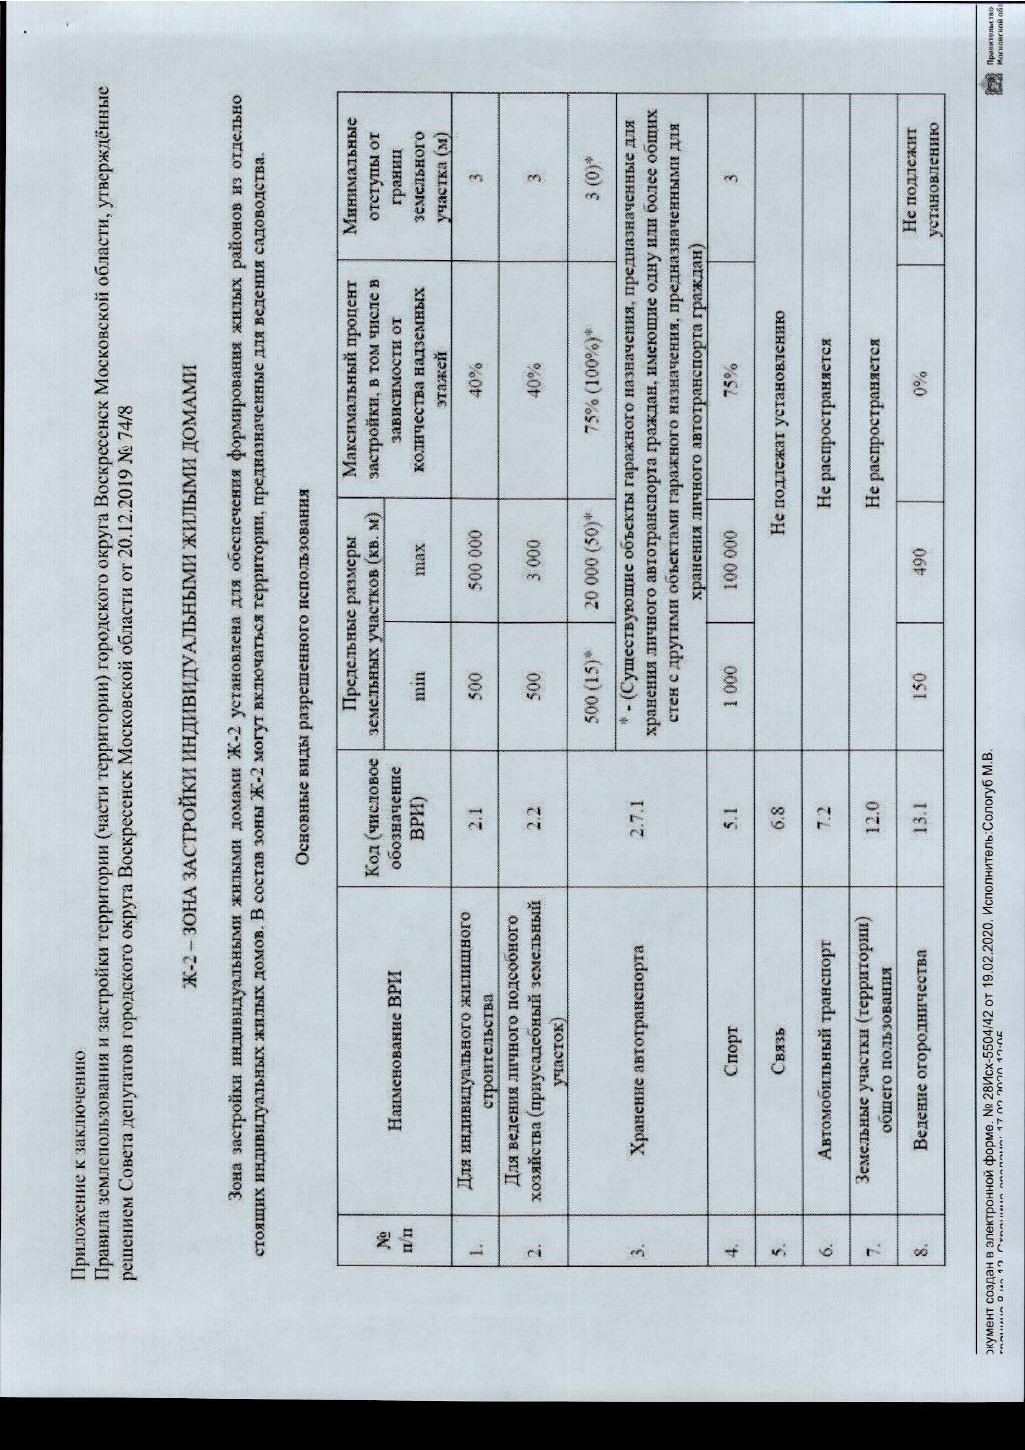 Приложение к заключению
Правила землепользования и застройки территории (части территории) городского округа Воскресенск Московской области, утверждённые
решением Совета депутатов городского округа Воскресенск Московской области от 20.12.2019 № 74/8
Ж-2 – ЗОНА ЗАСТРОЙКИ ИНДИВИДУАЛЬНЫМИ ЖИЛЫМИ ДОМАМИ
Зона застройки индивидуальными жилыми домами Ж-2 установлена для обеспечения формирования жилых районов из отдельно
стоящих индивидуальных жилых домов. В состав зоны Ж-2 могут включаться территории, предназначенные для ведения садоводства.
Основные виды разрешенного использования
№
п/п
Наименование ВРИ
Код (числовое
обозначение
ВРИ)
Предельные размеры
земельных участков (кв. м)
min
max
Максимальный процент
застройки, в том числе в
зависимости от
количества надземных
этажей
Минимальные
отступы от
границ
земельного
участка (м)
1.
Для индивидуального жилищного
строительства
2.1
500
500 000
40%
3
2.
Для ведения личного подсобного
хозяйства (приусадебный земельный
участок)
2.2
500
3 000
40%
3
3.
Хранение автотранспорта
2.7.1
500 (15)*
20 000 (50)*
75% (100%)*
3 (0)*
* - (Существующие объекты гаражного назначения, предназначенные для
хранения личного автотранспорта граждан, имеющие одну или более общих
стен с другими объектами гаражного назначения, предназначенными для
хранения личного автотранспорта граждан)
4.
Спорт
5.1
1 000
100 000
75%
3
5.
Связь
6.8
Не подлежат установлению
6.
Автомобильный транспорт
7.2
Не распространяется
7.
Земельные участки (территории)
общего пользования
12.0
Не распространяется
8.
Ведение огородничества
13.1
150
490
0%
Не подлежит
установлению
окумент создан в электронной форме. № 28Исх-5504/42 от 19.02.2020. Исполнитель:Сологуб М.В.
Правительство
Московской обл